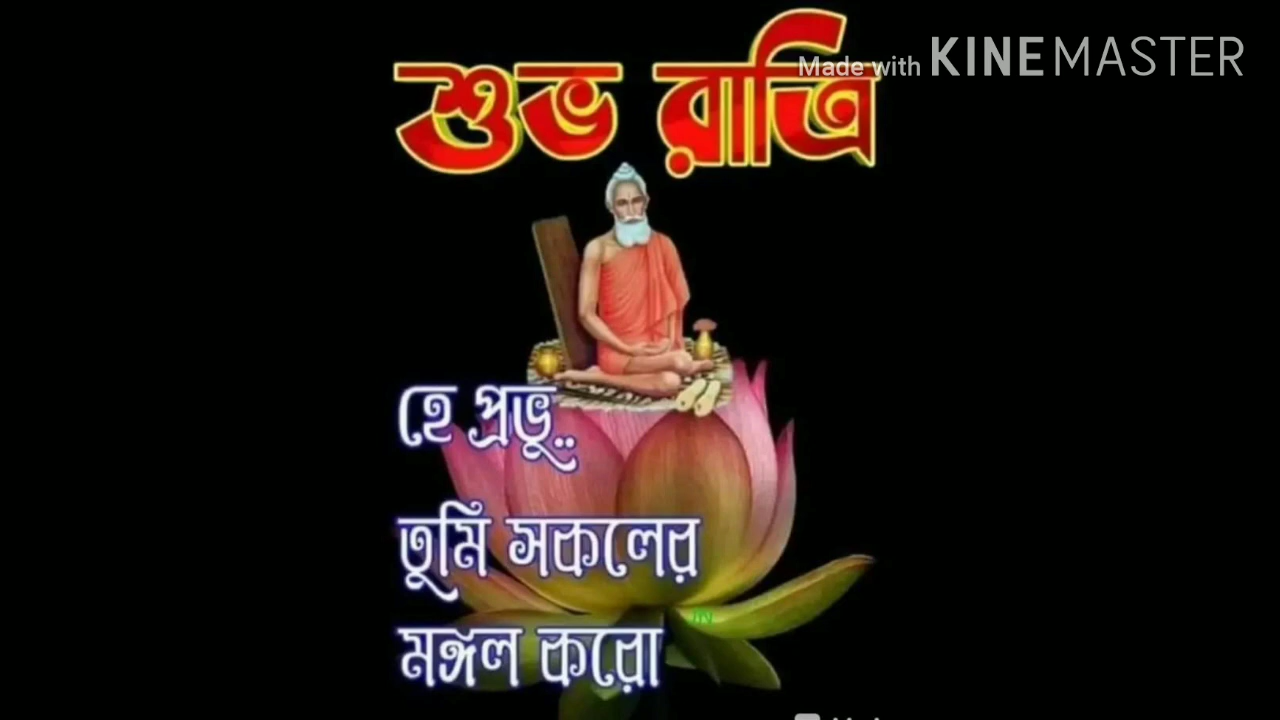 শুভ রাত্রি
Made with KINEMASTER
হে প্রভু..
তুমি সকলের
মঙ্গল করো